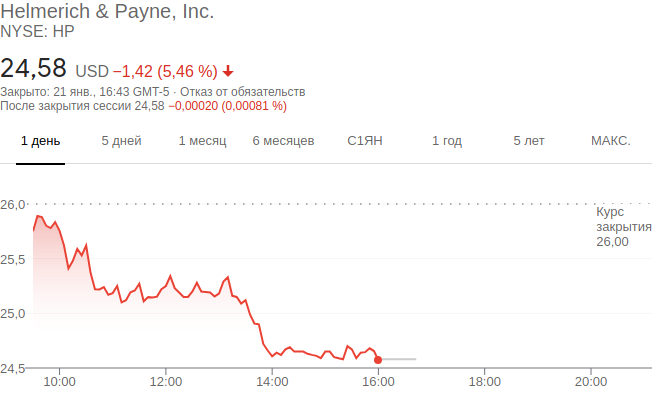 Helmerich & Payne, Inc.
NYSE: HP
24,58 USD −1,42 (5,46 %)
Закрыто: 21 янв., 16:43 GMT-5 · Отказ от обязательств
После закрытия сессии 24,58 −0,00020 (0,00081 %)
1 день 5 дней 1 месяц 6 месяцев С1ЯН 1 год 5 лет МАКС.
26,0
Курс
закрытия
26,00
25,5
25,0
24,5
10:00 12:00 14:00 16:00 18:00 20:00